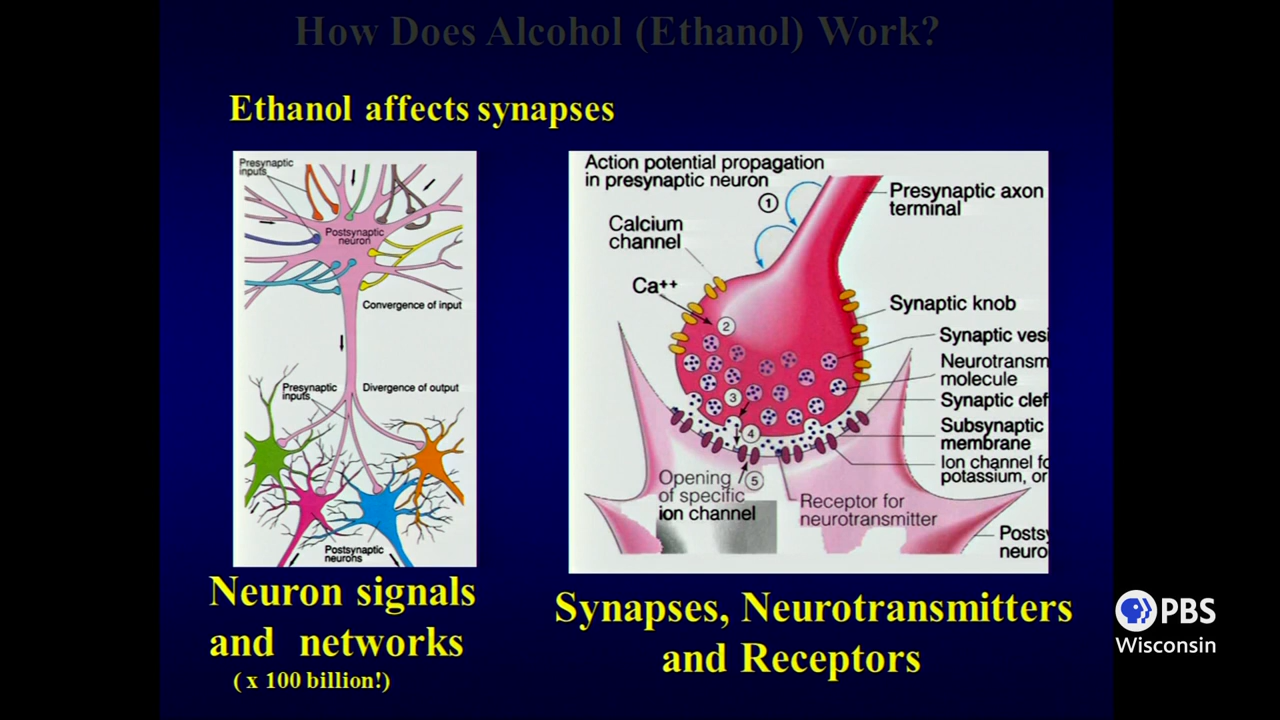 How Does Alcohol (Ethanol) Work?
Ethanol affects synapses
Presynaptic
inputs
Postsynaptic
neuron
Convergence of input
Presynaptic
inputs
Divergence of output
Postsynaptic
neurons
Neuron signals
and networks
( x 100 billion!)
Action potential propagation
in presynaptic neuron
1
Presynaptic axon
terminal
Calcium
channel
Ca++
2
Synaptic knob
Synaptic vesi
Neurotransm
molecule
3
Synaptic clef
4
Subsynaptic
membrane
Ion channel fo
potassium, or
Opening
of specific
ion channel
5
Receptor for
neurotransmitter
Postsy
neuro
Synapses, Neurotransmitters
and Receptors
PBS
Wisconsin